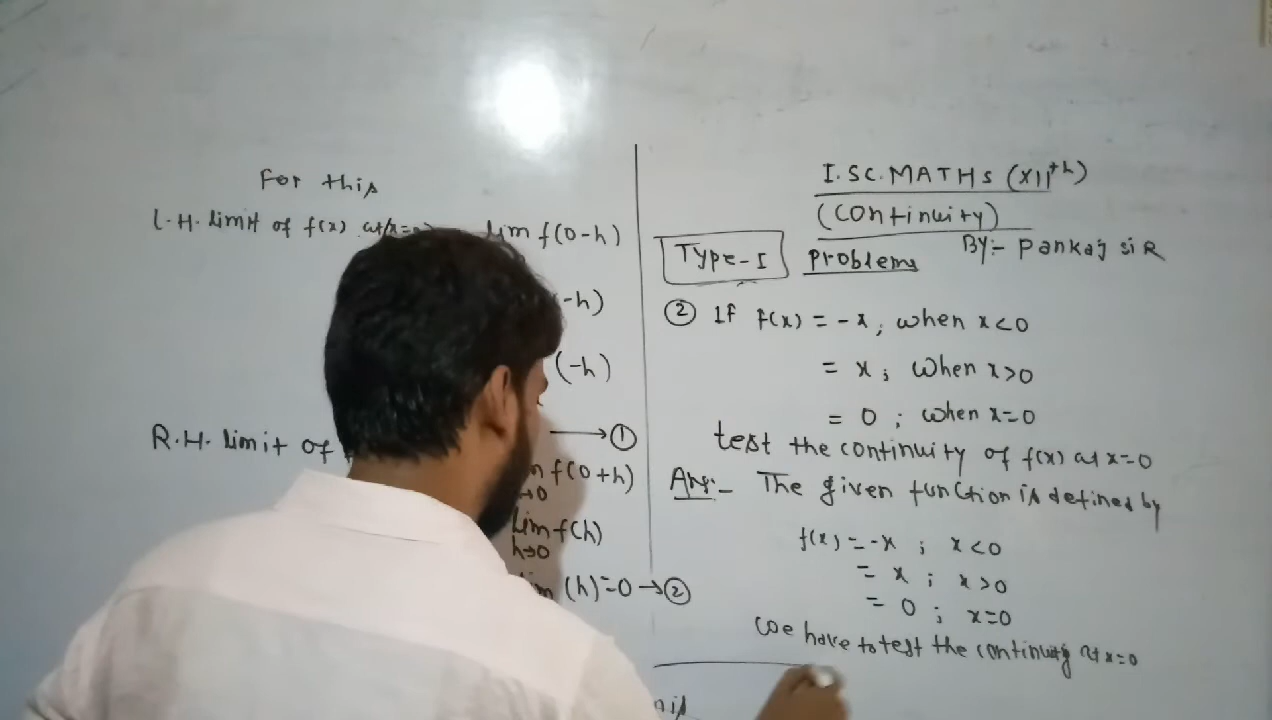 For this
L.H. limit of f(x) at x=0 lim f(0-h)
(-h)
(-h)
→ ①
R.H. limit of
f(0+h)
→0
lim f(h)
h→0
(h)=0 → ②
I.SC. MATHS (XIIth)
(Continuity)
Type-I Problems By:- Pankaj SIR
② If f(x) = -x, when x<0
= x; when x>0
= 0; when x=0
test the continuity of f(x) at x=0
Ans:- The given function is defined by
f(x) = -x ; x<0
= x ; x>0
= 0 ; x=0
We have to test the continuity at x=0